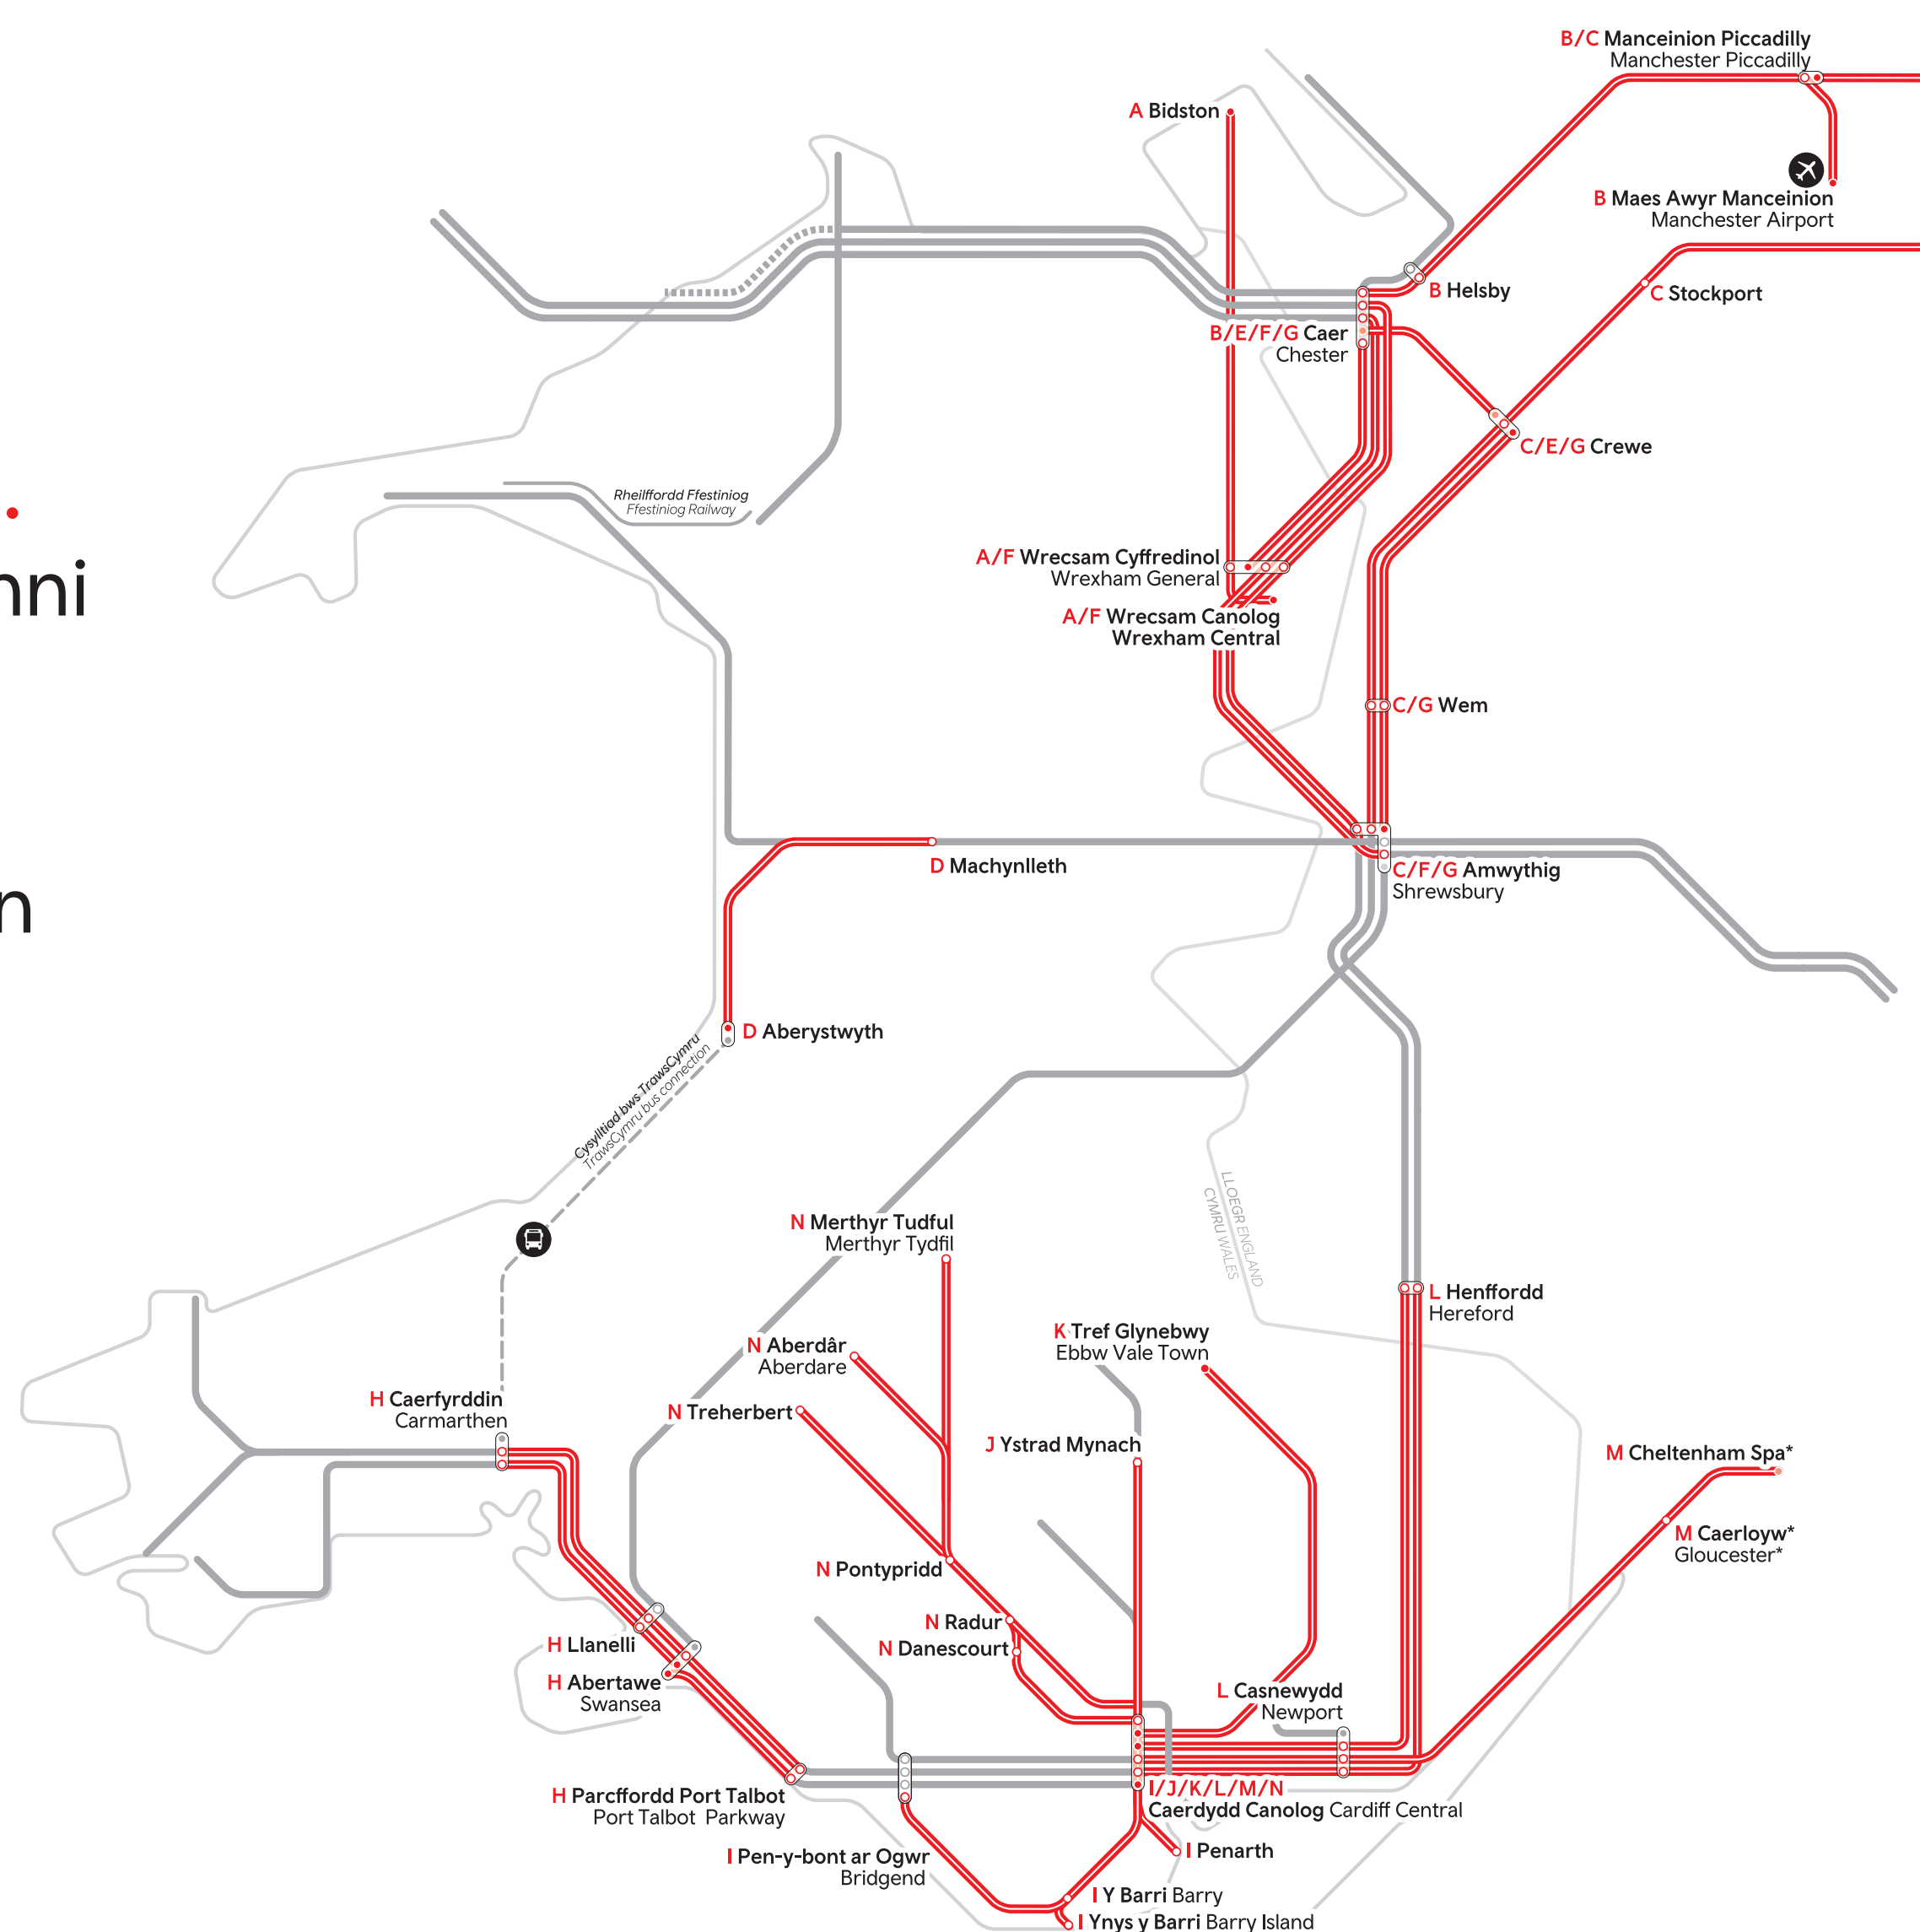 B/C Manceinion Piccadilly
Manchester Piccadilly
A Bidston
B Maes Awyr Manceinion
Manchester Airport
B Helsby
C Stockport
B/E/F/G Caer
Chester
C/E/G Crewe
Rheilffordd Ffestiniog
Ffestiniog Railway
A/F Wrecsam Cyffredinol
Wrexham General
nni
A/F Wrecsam Canolog
Wrexham Central
C/G Wem
D Machynlleth
C/F/G Amwythig
Shrewsbury
n
D Aberystwyth
Cysylltiad bws TrawsCymru
TrawsCymru bus connection
LLOEGR ENGLAND
CYMRU WALES
N Merthyr Tudful
Merthyr Tydfil
L Henffordd
Hereford
K Tref Glynebwy
Ebbw Vale Town
N Aberdâr
Aberdare
H Caerfyrddin
Carmarthen
N Treherbert
J Ystrad Mynach
M Cheltenham Spa*
M Caerloyw*
Gloucester*
N Pontypridd
N Radur
N Danescourt
H Llanelli
H Abertawe
Swansea
L Casnewydd
Newport
H Parcffordd Port Talbot
Port Talbot Parkway
I/J/K/L/M/N
Caerdydd Canolog Cardiff Central
I Pen-y-bont ar Ogwr
Bridgend
I Penarth
I Y Barri Barry
I Ynys y Barri Barry Island